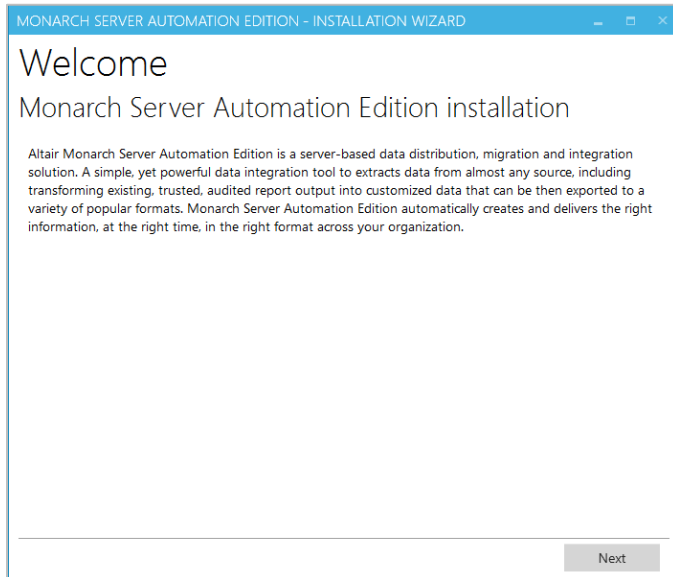 MONARCH SERVER AUTOMATION EDITION - INSTALLATION WIZARD
Welcome
Monarch Server Automation Edition installation
Altair Monarch Server Automation Edition is a server-based data distribution, migration and integration
solution. A simple, yet powerful data integration tool to extracts data from almost any source, including
transforming existing, trusted, audited report output into customized data that can be then exported to a
variety of popular formats. Monarch Server Automation Edition automatically creates and delivers the right
information, at the right time, in the right format across your organization.
Next